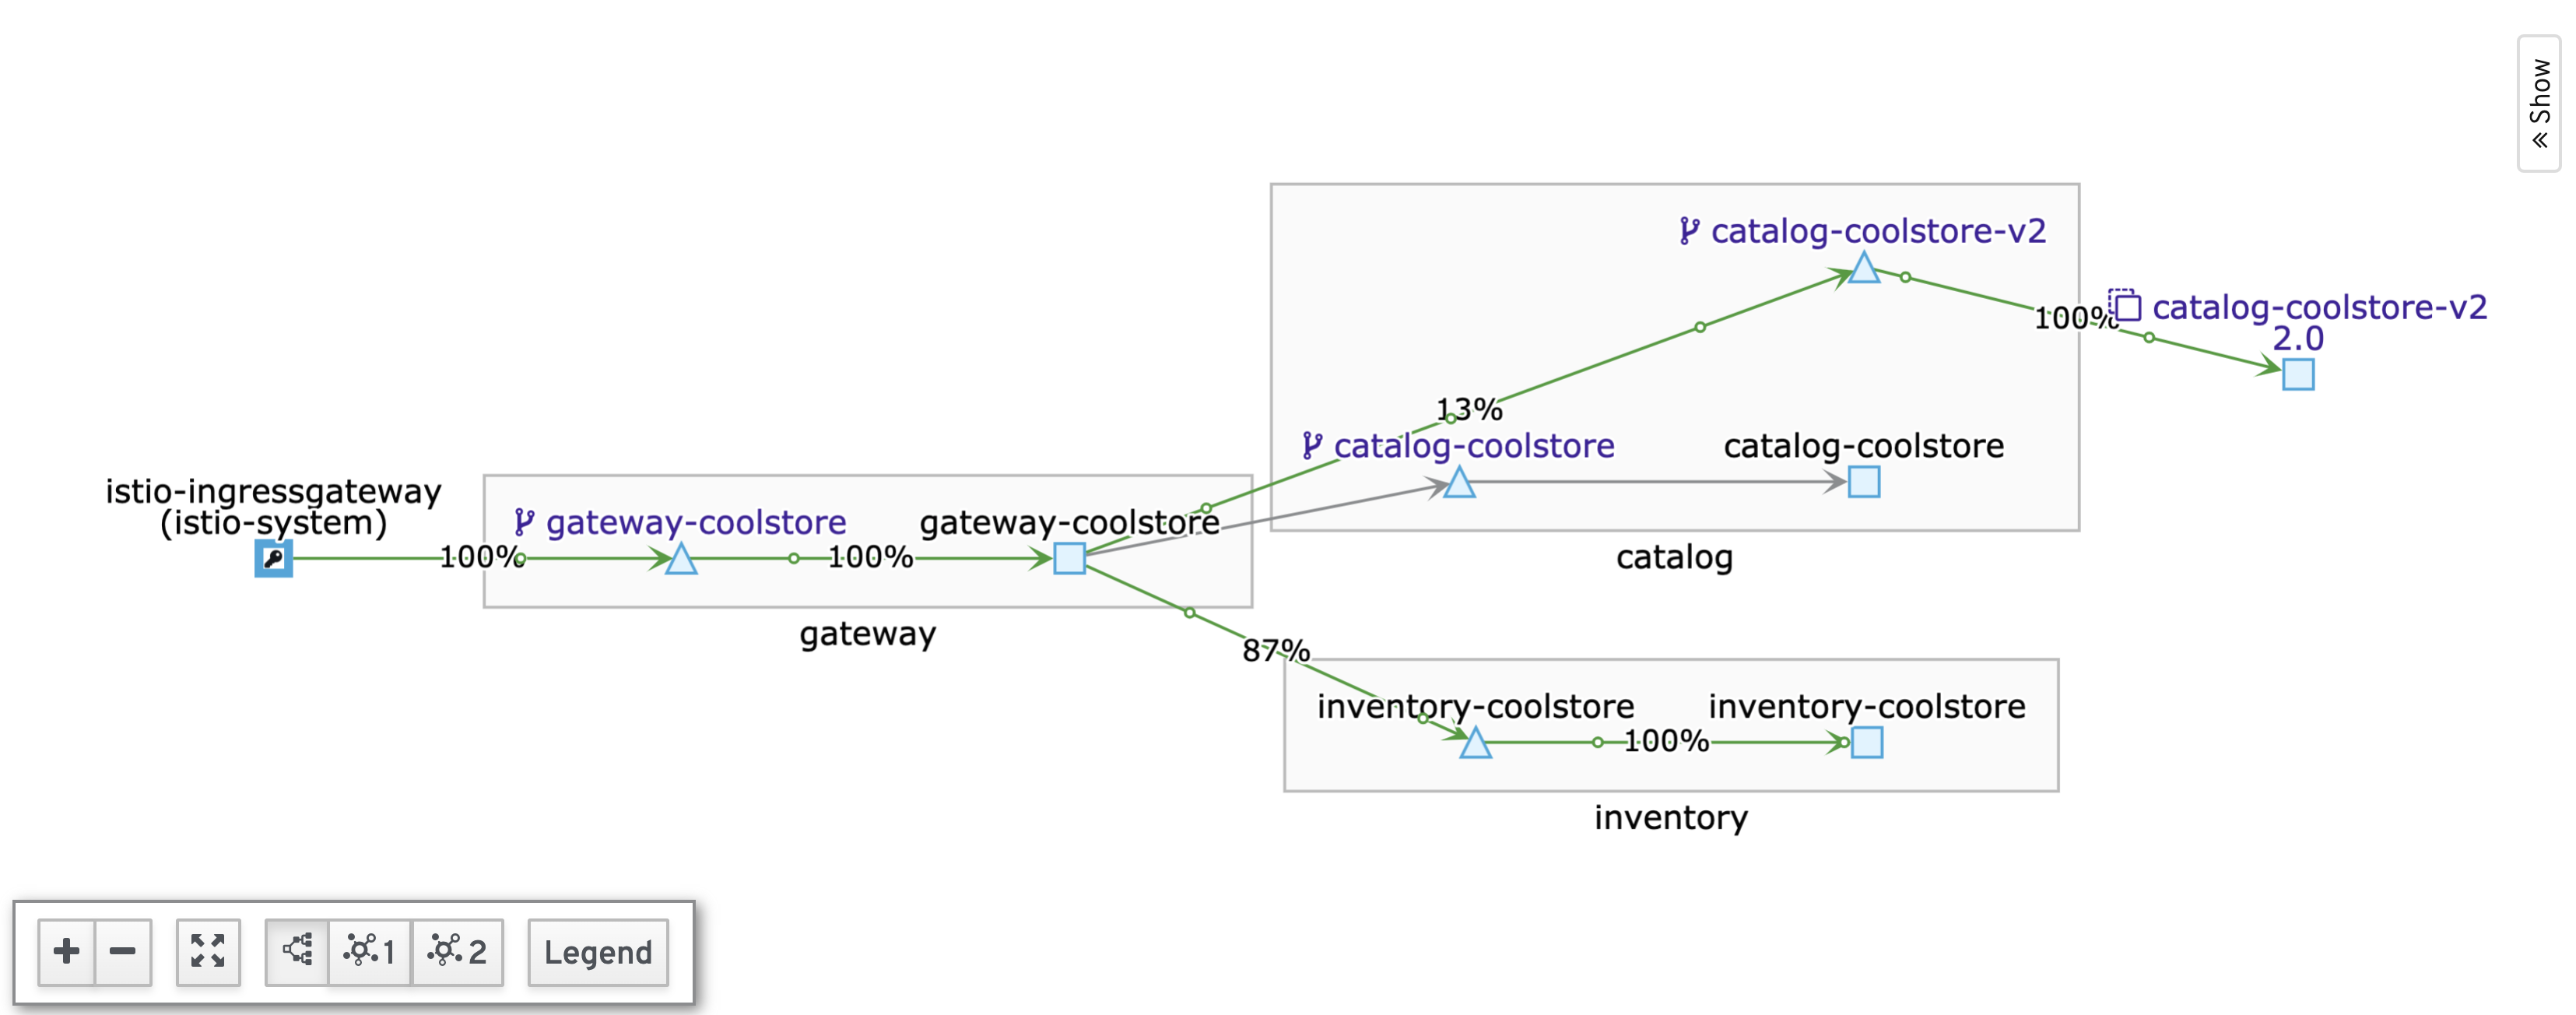 Show
catalog-coolstore-v2
100%
catalog-coolstore-v2
2.0
13%
catalog-coolstore
catalog-coolstore
istio-ingressgateway
(istio-system)
gateway-coolstore
gateway-coolstore
100%
100%
catalog
gateway
87%
inventory-coolstore
inventory-coolstore
100%
inventory
1
2
Legend